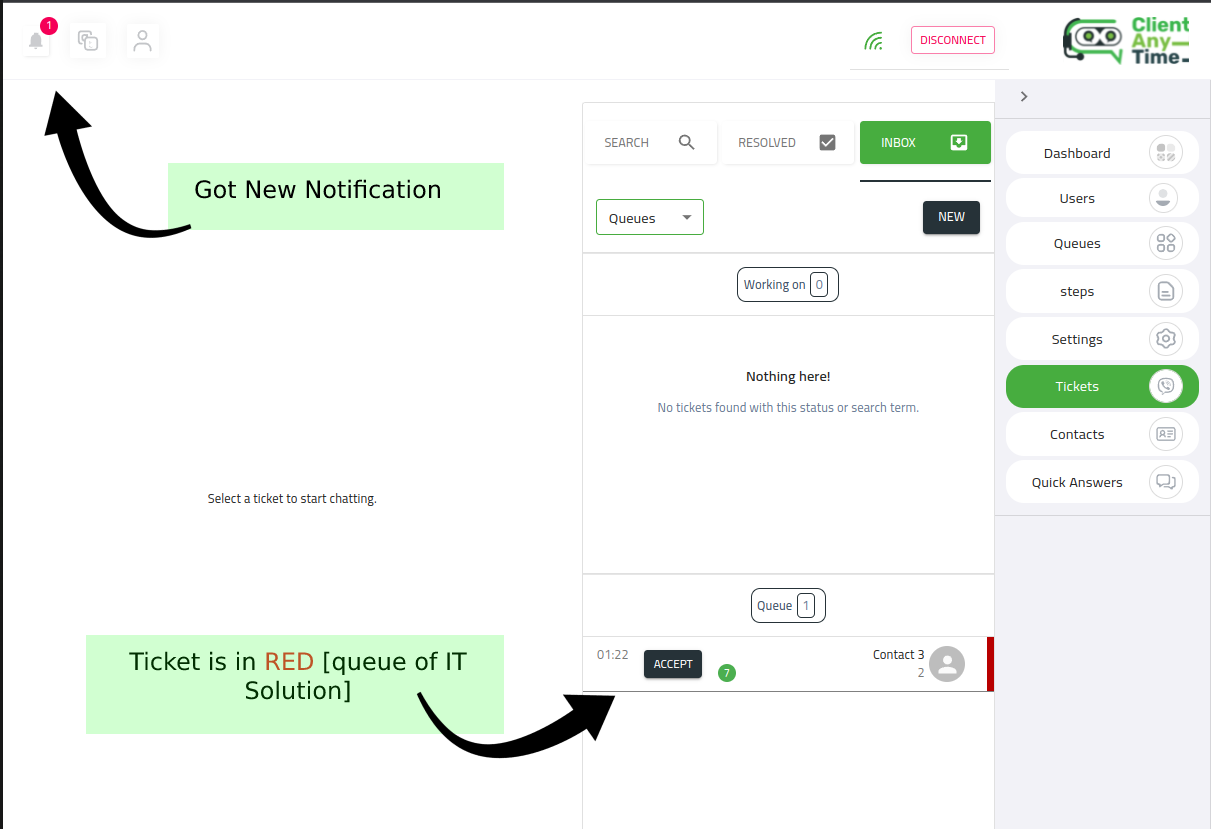 1
DISCONNECT
Client
Any
Time
Got New Notification
SEARCH
RESOLVED
INBOX
Queues
NEW
Working on 0
Nothing here!
No tickets found with this status or search term.
Select a ticket to start chatting.
Queue 1
Ticket is in RED [queue of IT
Solution]
01:22
ACCEPT
7
Contact 3
2
Dashboard
Users
Queues
steps
Settings
Tickets
Contacts
Quick Answers